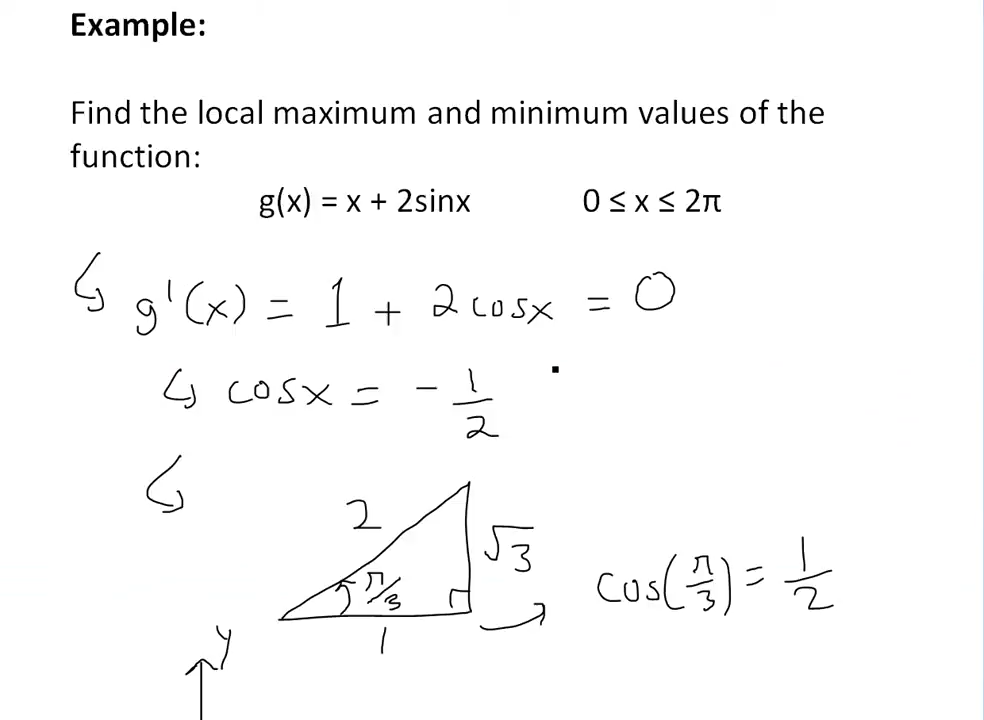 Example:
Find the local maximum and minimum values of the
function:
g(x) = x + 2sinx 0 ≤ x ≤ 2π
↳ g'(x) = 1 + 2cosx = 0
↳ cosx = - 1/2
↳
2
√3
π/3
1
cos(π/3) = 1/2
y